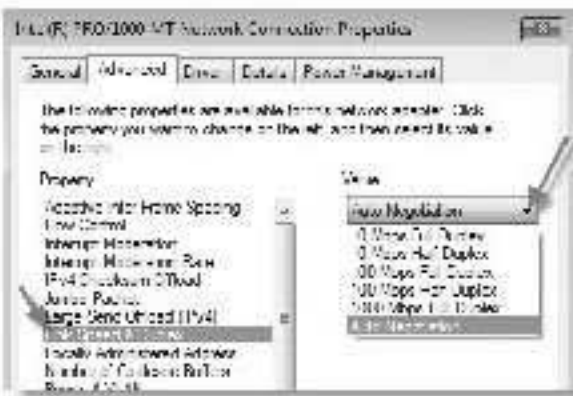 Intel(R) PRO/1000 MT Network Connection Properties
General Advanced Driver Details Power Management
The following properties are available for this network adapter. Click
the property you want to change on the left, and then select its value
on the right.
Property:
Value:
Adaptive Inter-Frame Spacing
Flow Control
Interrupt Moderation
Interrupt Moderation Rate
IPv4 Checksum Offload
Jumbo Packet
Large Send Offload (IPv4)
Link Speed & Duplex
Locally Administered Address
Number of Coalesce Buffers
Auto Negotiation
10 Mbps Full Duplex
10 Mbps Half Duplex
100 Mbps Full Duplex
100 Mbps Half Duplex
1000 Mbps Full Duplex
Auto Negotiation